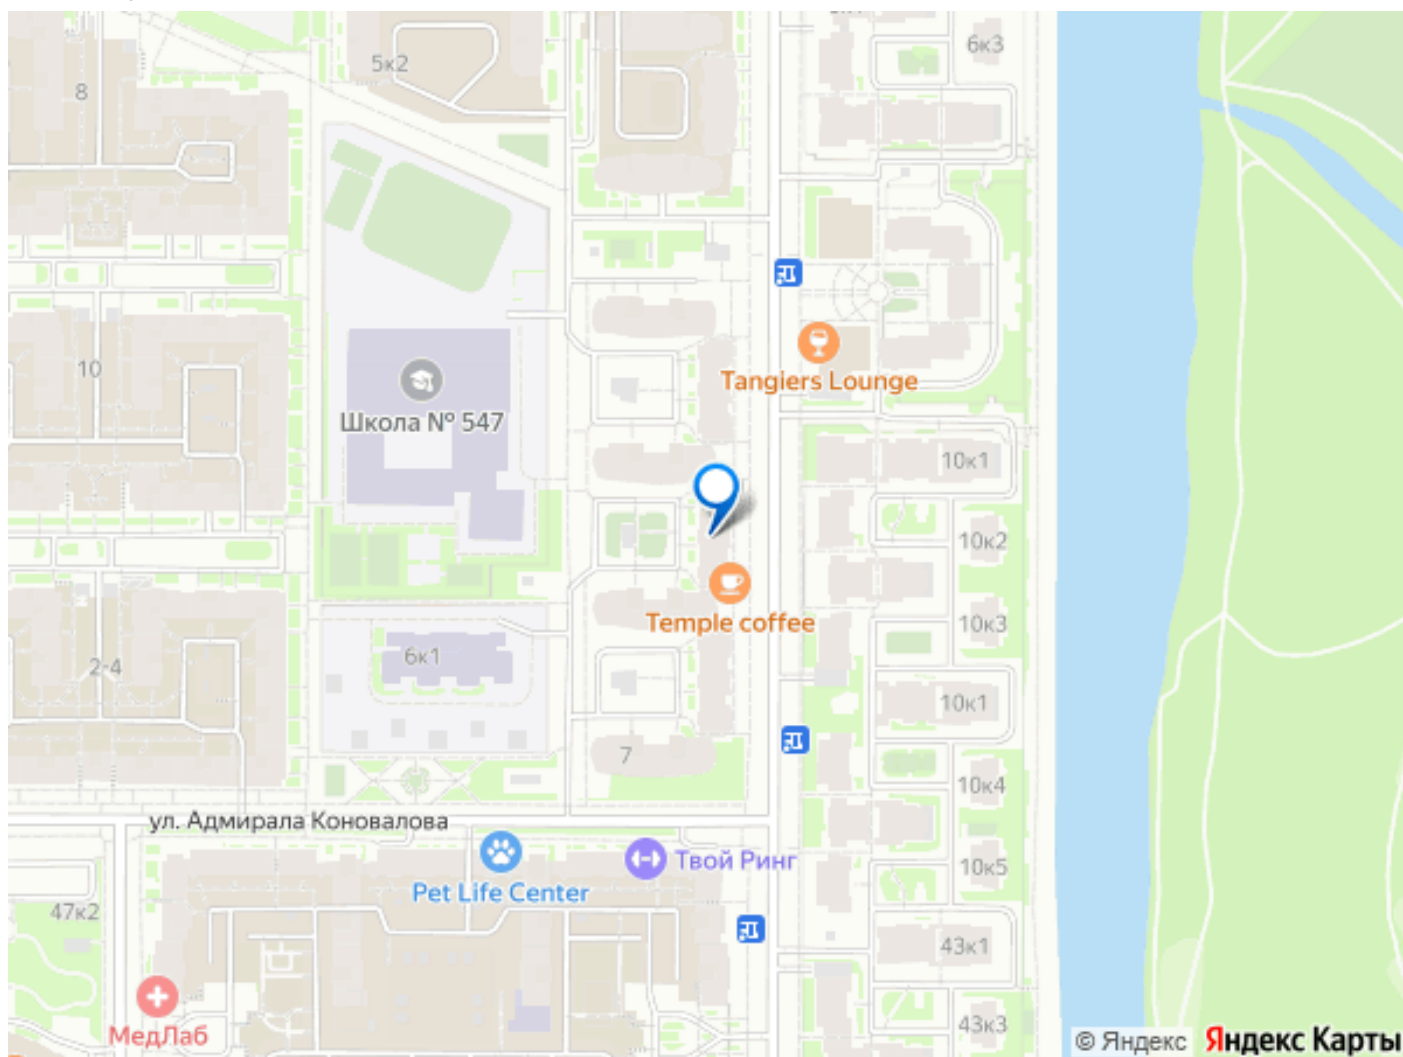 5к2
6к3
8
10
Tangiers Lounge
Школа № 547
10к1
10к2
Temple coffee
10к3
6к1
2-4
10к1
7
10к4
ул. Адмирала Коновалова
Твой Ринг
10к5
Pet Life Center
47к2
43к1
МедЛаб
43к3
© Яндекс Яндекс Карты